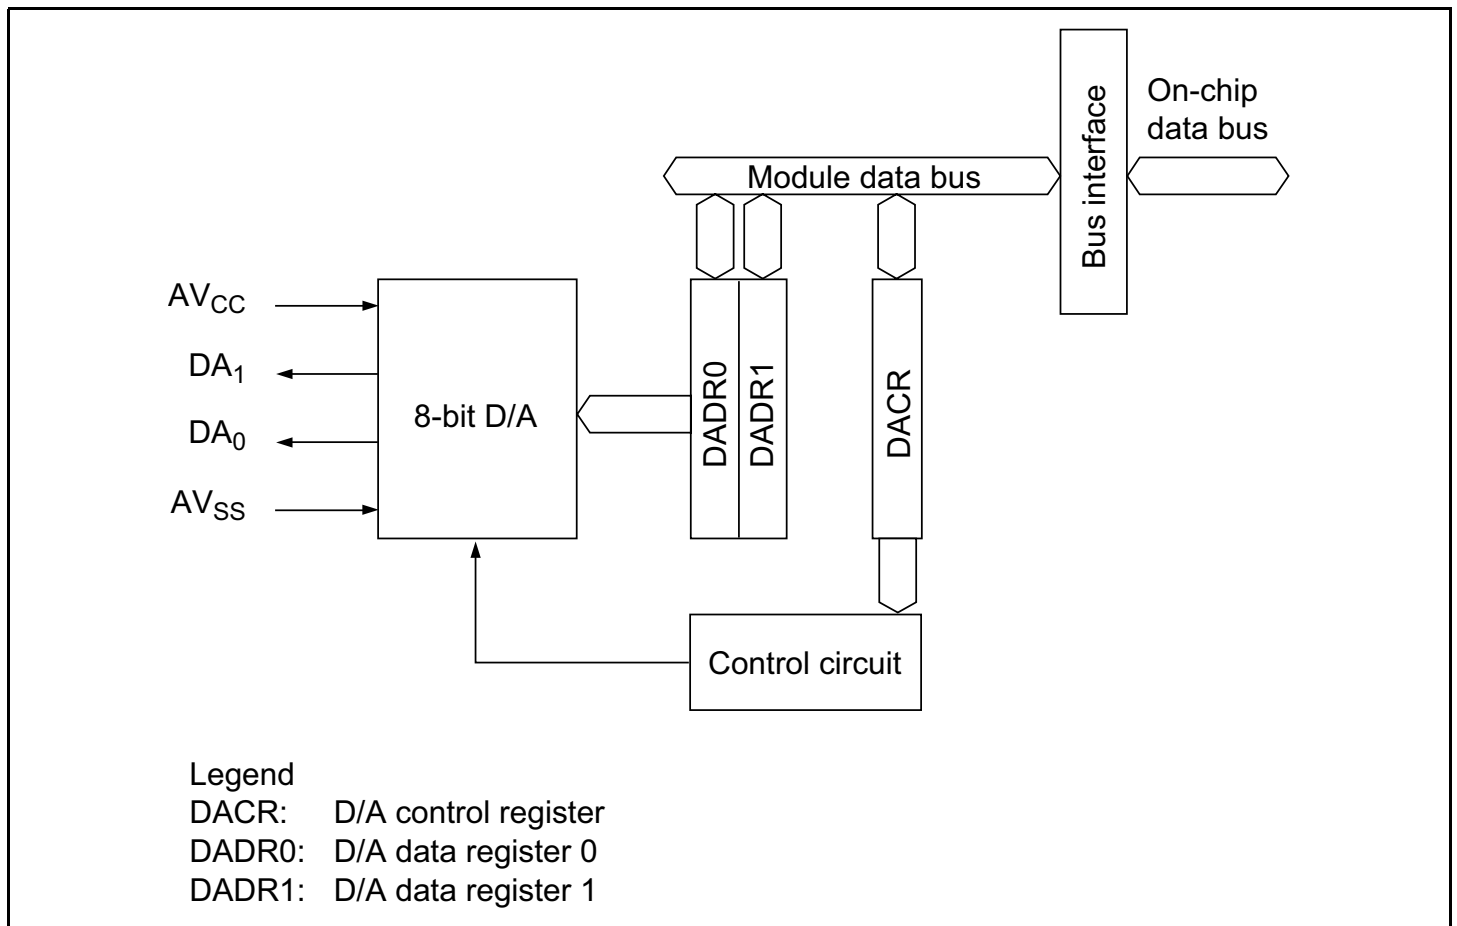 On-chip
data bus
Bus interface
Module data bus
AVCC
DA1
DA0
AVSS
8-bit D/A
DADR0
DADR1
DACR
Control circuit
Legend
DACR: D/A control register
DADR0: D/A data register 0
DADR1: D/A data register 1